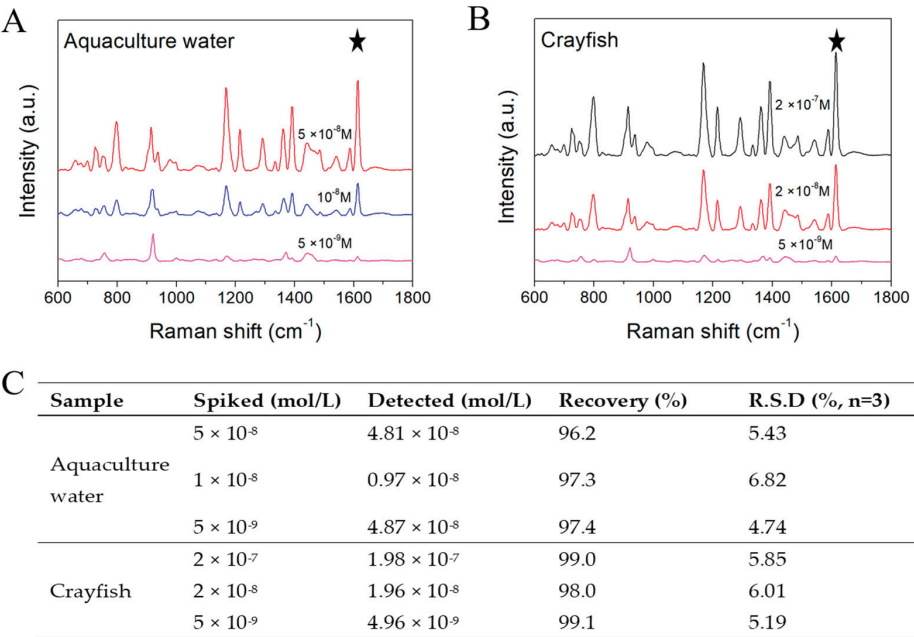 A
Aquaculture water
★
5 ×10⁻⁸M
10⁻⁸M
5 ×10⁻⁹M
Intensity (a.u.)
600 800 1000 1200 1400 1600 1800
Raman shift (cm⁻¹)
B
Crayfish
★
2 ×10⁻⁷M
2 ×10⁻⁸M
5 ×10⁻⁹M
Intensity (a.u.)
600 800 1000 1200 1400 1600 1800
Raman shift (cm⁻¹)
C
Sample Spiked (mol/L) Detected (mol/L) Recovery (%) R.S.D (%, n=3)
Aquaculture
water
5 × 10⁻⁸ 4.81 × 10⁻⁸ 96.2 5.43
1 × 10⁻⁸ 0.97 × 10⁻⁸ 97.3 6.82
5 × 10⁻⁹ 4.87 × 10⁻⁸ 97.4 4.74
Crayfish
2 × 10⁻⁷ 1.98 × 10⁻⁷ 99.0 5.85
2 × 10⁻⁸ 1.96 × 10⁻⁸ 98.0 6.01
5 × 10⁻⁹ 4.96 × 10⁻⁹ 99.1 5.19